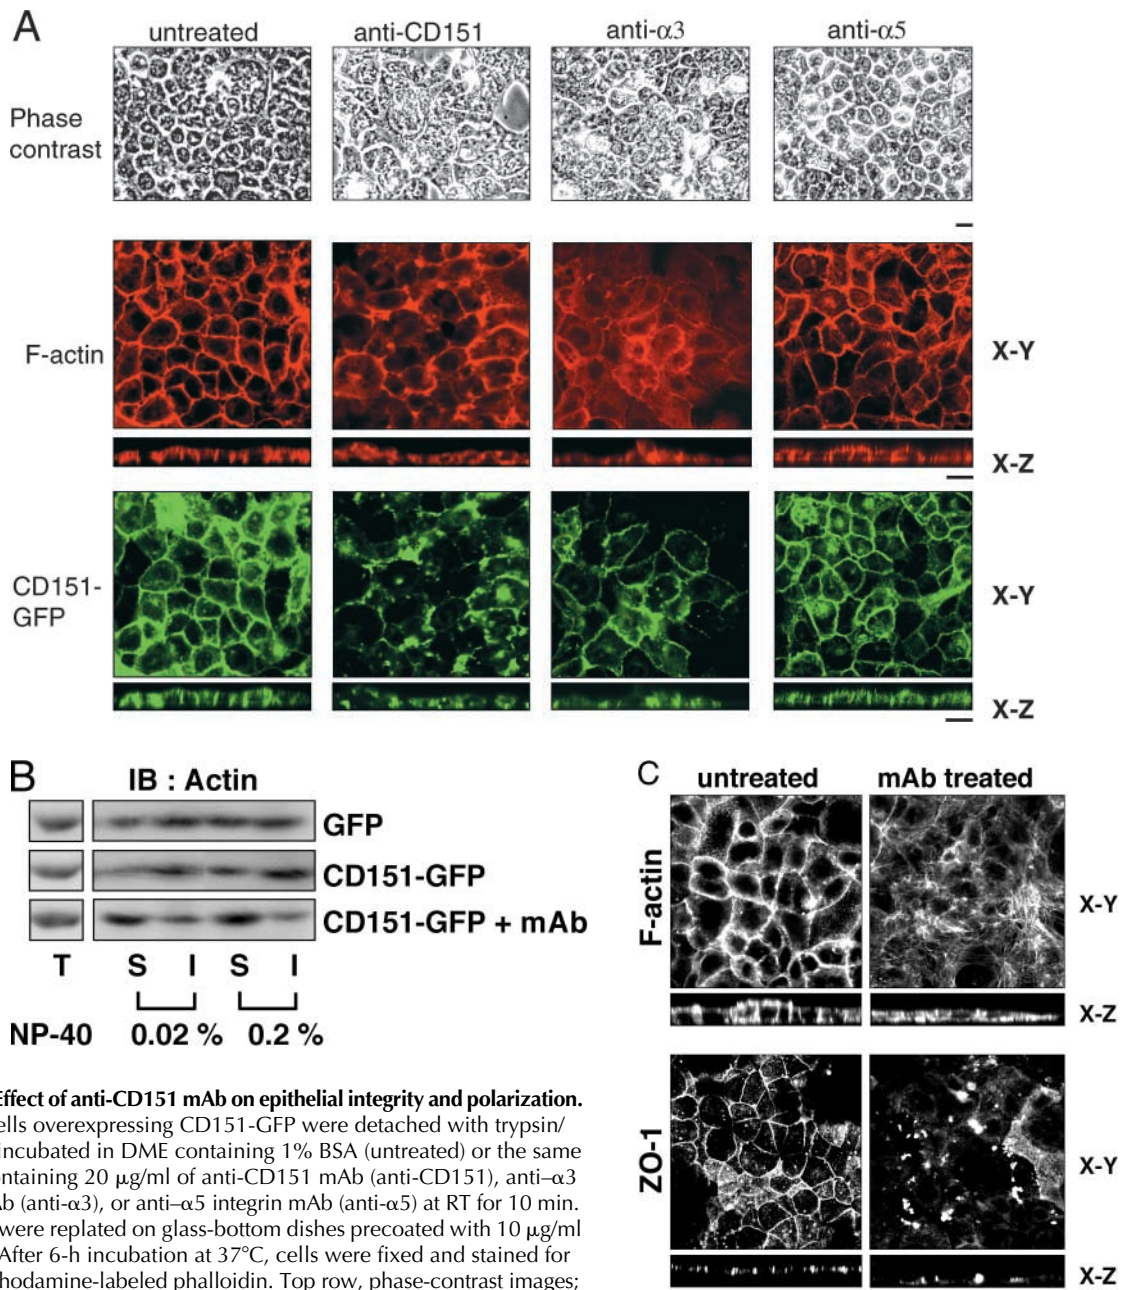 A
untreated anti-CD151 anti-α3 anti-α5
Phase
contrast
F-actin
X-Y
X-Z
CD151-
GFP
X-Y
X-Z
B
IB : Actin
GFP
CD151-GFP
CD151-GFP + mAb
T S I S I
NP-40 0.02 % 0.2 %
C
untreated mAb treated
F-actin
X-Y
X-Z
ZO-1
X-Y
X-Z
Effect of anti-CD151 mAb on epithelial integrity and polarization.
ells overexpressing CD151-GFP were detached with trypsin/
incubated in DME containing 1% BSA (untreated) or the same
ntaining 20 μg/ml of anti-CD151 mAb (anti-CD151), anti–α3
Ab (anti-α3), or anti–α5 integrin mAb (anti-α5) at RT for 10 min.
were replated on glass-bottom dishes precoated with 10 μg/ml
After 6-h incubation at 37°C, cells were fixed and stained for
hodamine-labeled phalloidin. Top row, phase-contrast images;